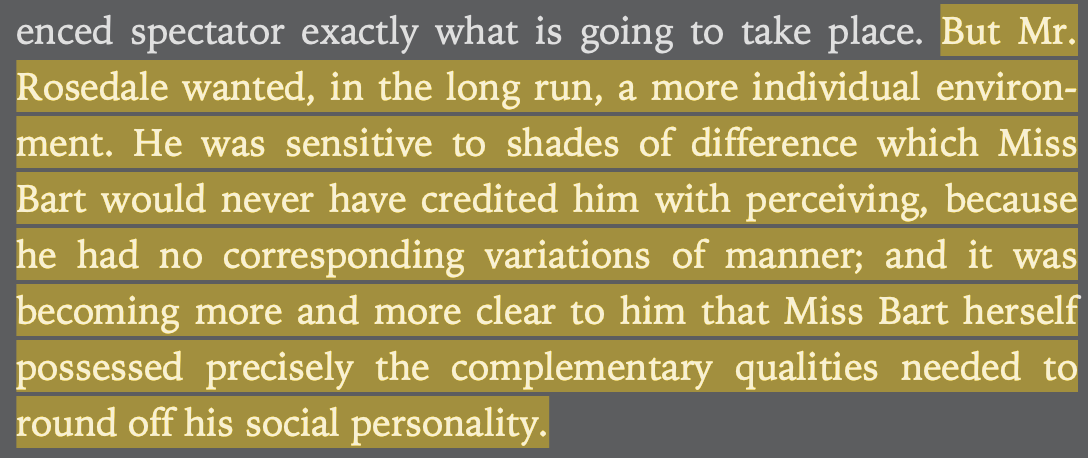 enced spectator exactly what is going to take place. But Mr.
Rosedale wanted, in the long run, a more individual environ-
ment. He was sensitive to shades of difference which Miss
Bart would never have credited him with perceiving, because
he had no corresponding variations of manner; and it was
becoming more and more clear to him that Miss Bart herself
possessed precisely the complementary qualities needed to
round off his social personality.